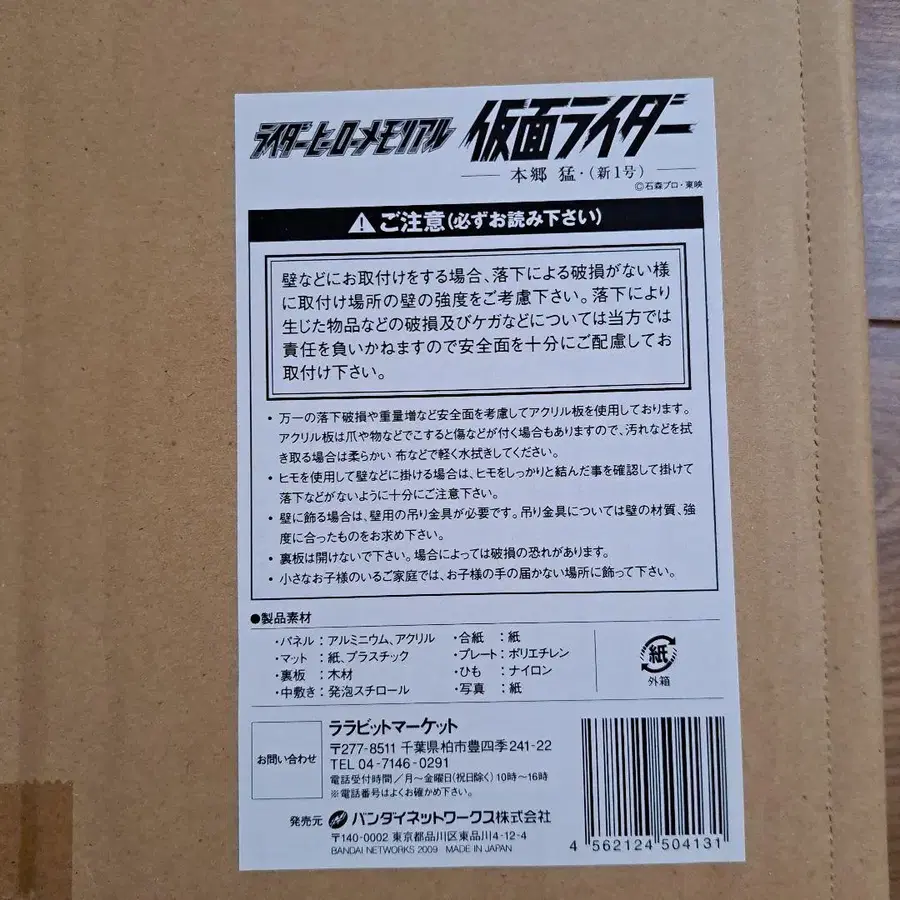 ライダーヒーローメモリアル 仮面ライダー
本郷 猛・(新1号)
©石森プロ・東映
⚠ご注意(必ずお読み下さい)
壁などにお取付けをする場合、落下による破損がない様
に取付け場所の壁の強度をご考慮下さい。落下により
生じた物品などの破損及びケガなどについては当方では
責任を負いかねますので安全面を十分にご配慮してお
取付け下さい。
・万一の落下破損や重量増など安全面を考慮してアクリル板を使用しております。
アクリル板は爪や物などでこすると傷などが付く場合もありますので、汚れなどを拭
き取る場合は柔らかい 布などで軽く水拭きしてください。
・ヒモを使用して壁などに掛ける場合は、ヒモをしっかりと結んだ事を確認して掛けて
落下などがないように十分にご注意下さい。
・壁に飾る場合は、壁用の吊り金具が必要です。吊り金具については壁の材質、強
度に合ったものをお求め下さい。
・裏板は開けないで下さい。場合によっては破損の恐れがあります。
・小さなお子様のいるご家庭では、お子様の手の届かない場所に飾って下さい。
●製品素材
・パネル：アルミニウム、アクリル ・合紙：紙
・マット：紙、プラスチック ・プレート：ポリエチレン
・裏板：木材 ・ひも：ナイロン
・中敷き：発泡スチロール ・写真：紙
紙
外箱
お問い合わせ
ララビットマーケット
〒277-8511 千葉県柏市豊四季241-22
TEL 04-7146-0291
電話受付時間／月〜金曜日(祝日除く)10時〜16時
※電話番号はよくお確かめ下さい。
発売元 バンダイネットワークス株式会社
〒140-0002 東京都品川区東品川4-12-4
BANDAI NETWORKS 2009 MADE IN JAPAN
4 562124 504131